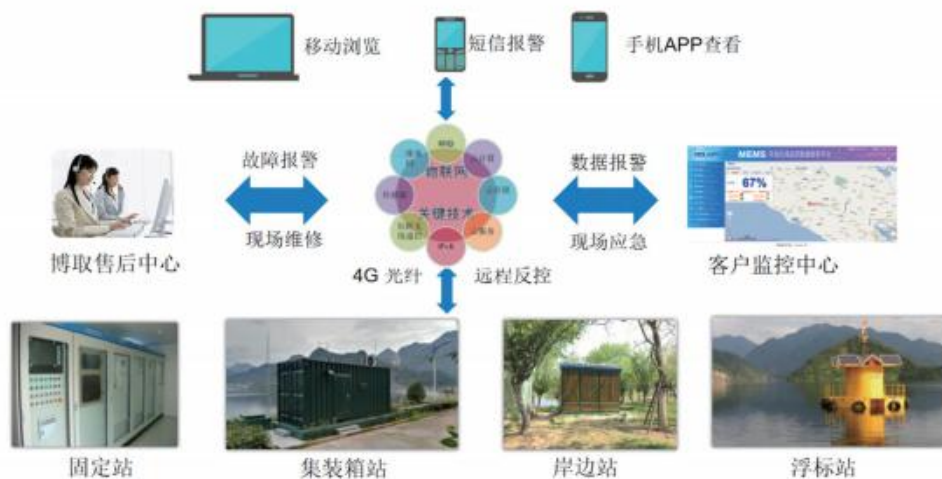 移动浏览
短信报警
手机APP查看
故障报警
物联网
数据报警
MEMS
67%
关键技术
现场维修
现场应急
博取售后中心
IPv6
客户监控中心
4G 光纤
远程反控
固定站
集装箱站
岸边站
浮标站